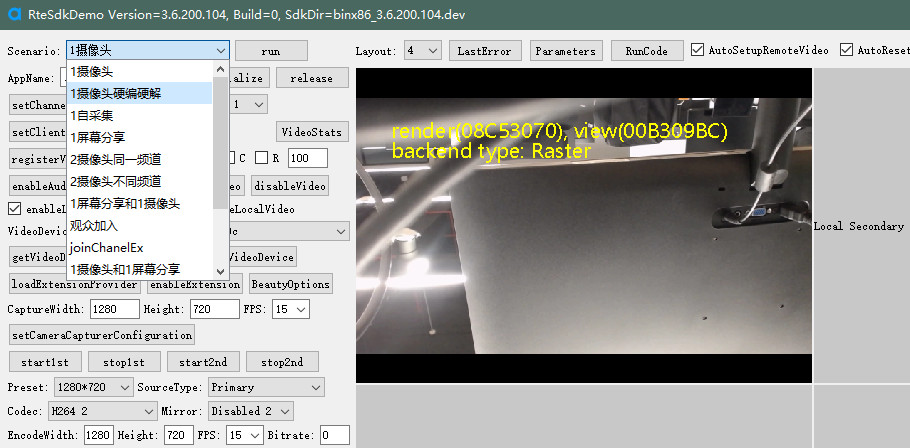 RteSdkDemo Version=3.6.200.104, Build=0, SdkDir=binx86_3.6.200.104.dev
Scenario: 1摄像头 run Layout: 4 LastError Parameters RunCode AutoSetupRemoteVideo AutoReset
1摄像头
AppName: alize release
1摄像头硬编硬解
setChann 1
1自采集
setClient VideoStats
1屏幕分享
registerV C R 100
2摄像头同一频道
enableAud eo disableVideo
2摄像头不同频道
enableL eLocalVideo
1屏幕分享和1摄像头
VideoDevic
观众加入
getVideoD VideoDevice
joinChanelEx
1摄像头和1屏幕分享
loadExtensionProvider enableExtension BeautyOptions
CaptureWidth: 1280 Height: 720 FPS: 15
setCameraCapturerConfiguration
start1st stop1st start2nd stop2nd
Preset: 1280*720 SourceType: Primary
Codec: H264 2 Mirror: Disabled 2
EncodeWidth: 1280 Height: 720 FPS: 15 Bitrate: 0
render(08C53070), view(00B309BC)
backend type: Raster
Local Secondary